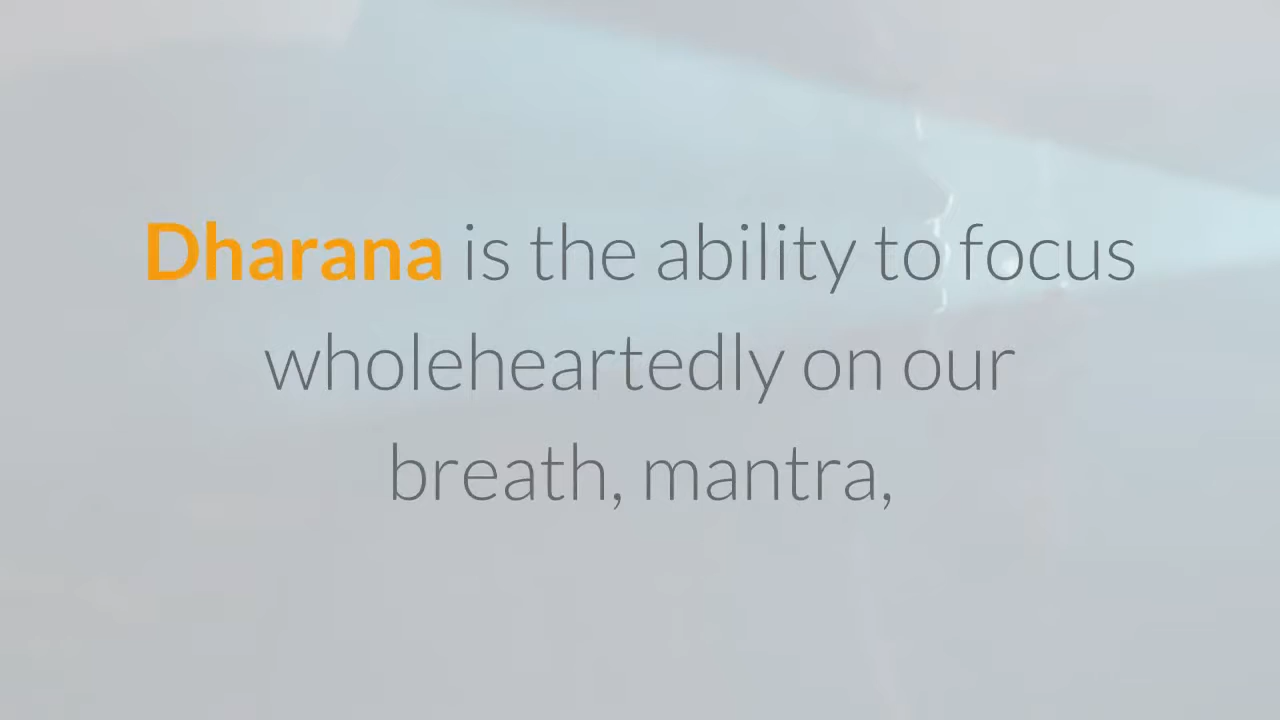 Dharana is the ability to focus
wholeheartedly on our
breath, mantra,